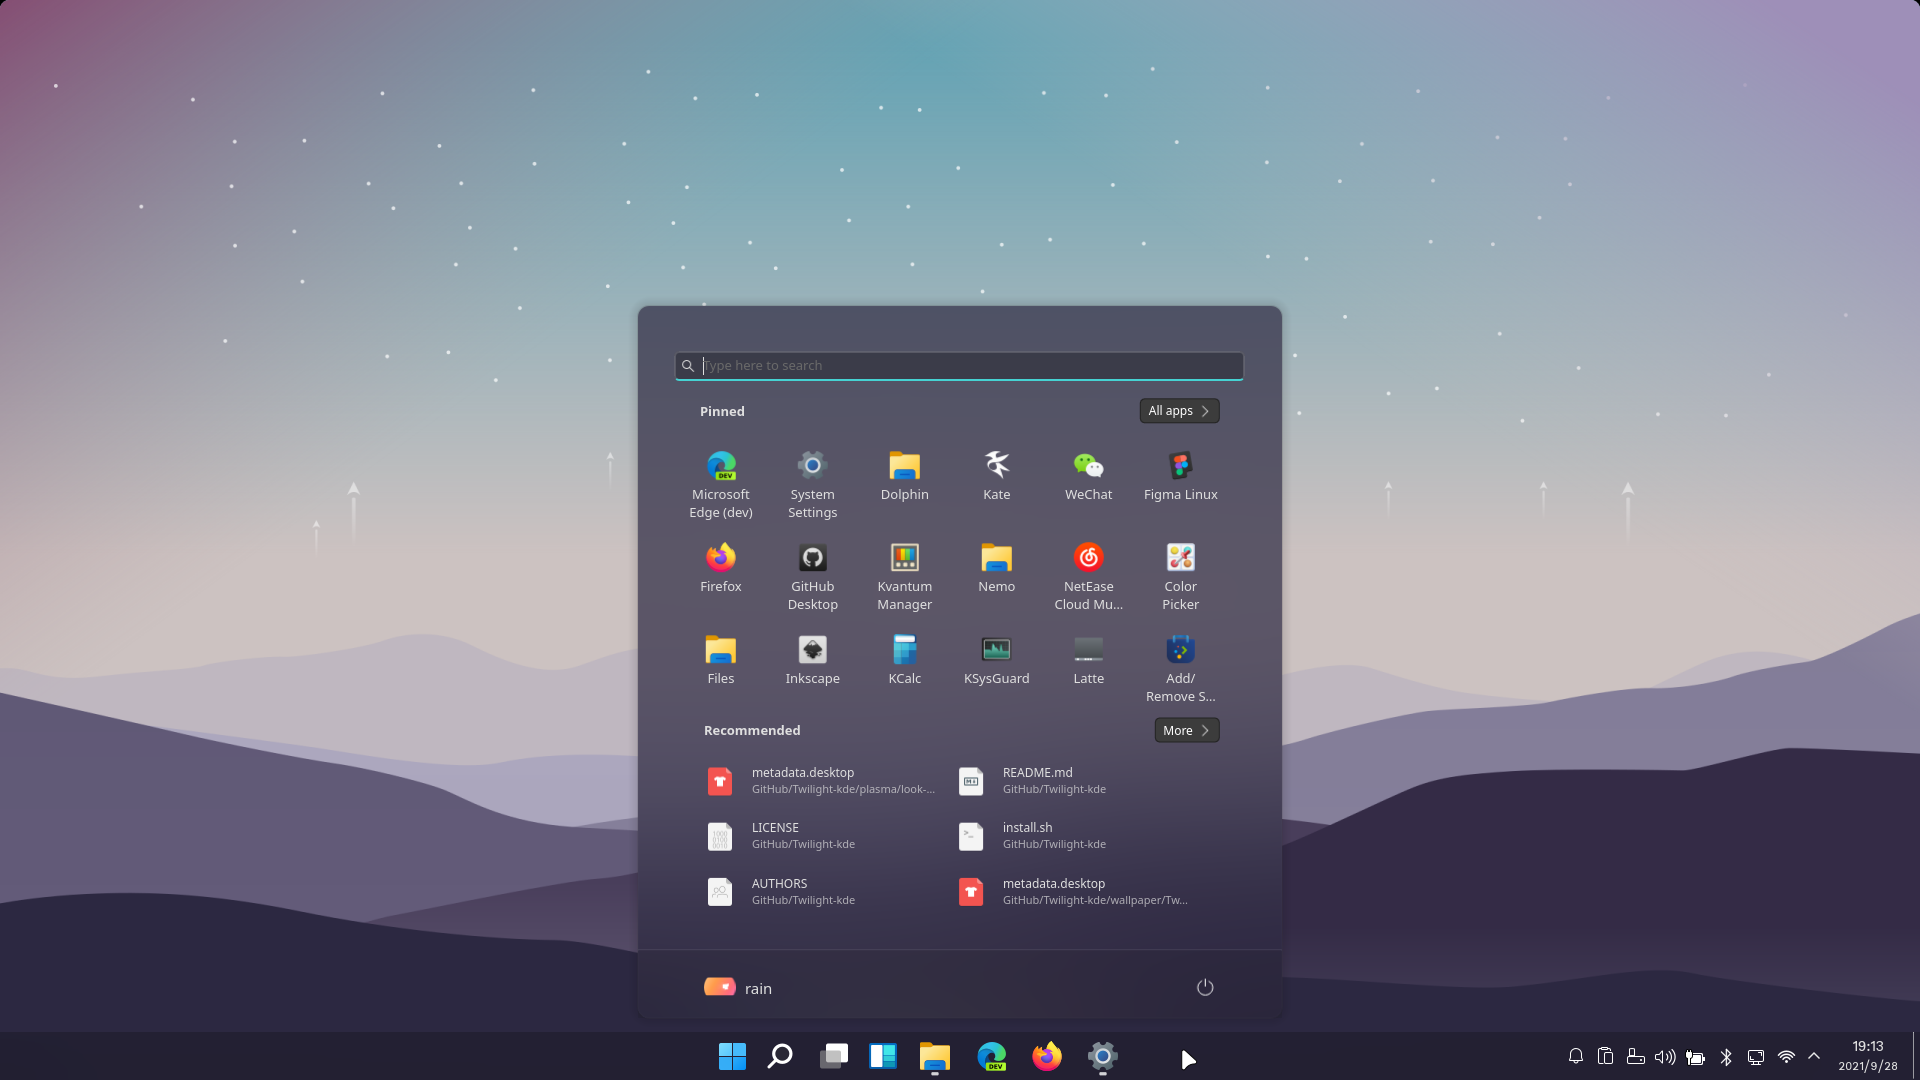 Type here to search
Pinned
All apps
Microsoft
Edge (dev)
System
Settings
Dolphin
Kate
WeChat
Figma Linux
Firefox
GitHub
Desktop
Kvantum
Manager
Nemo
NetEase
Cloud Mu...
Color
Picker
Files
Inkscape
KCalc
KSysGuard
Latte
Add/
Remove S...
Recommended
More
metadata.desktop
GitHub/Twilight-kde/plasma/look-...
README.md
GitHub/Twilight-kde
LICENSE
GitHub/Twilight-kde
install.sh
GitHub/Twilight-kde
AUTHORS
GitHub/Twilight-kde
metadata.desktop
GitHub/Twilight-kde/wallpaper/Tw...
rain
DEV
19:13
2021/9/28